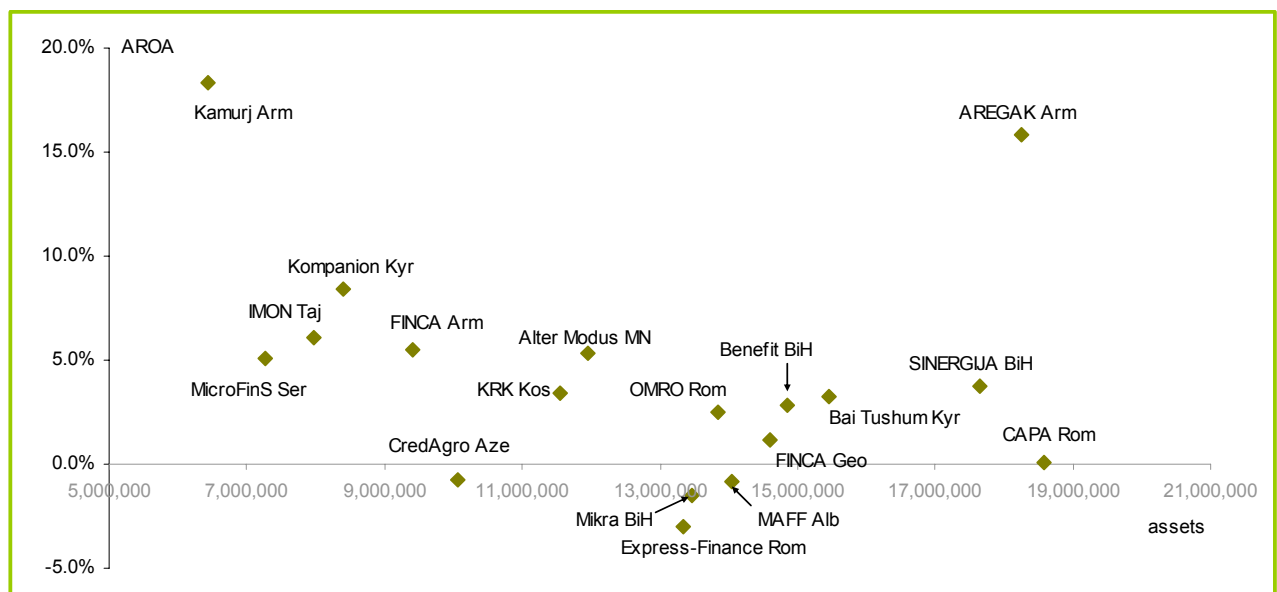 20.0%
AROA
Kamurj Arm
AREGAK Arm
15.0%
10.0%
Kompanion Kyr
IMON Taj
FINCA Arm
Alter Modus MN
Benefit BiH
5.0%
SINERGIJA BiH
MicroFinS Ser
KRK Kos
OMRO Rom
Bai Tushum Kyr
CAPA Rom
CredAgro Aze
FINCA Geo
0.0%
5,000,000 7,000,000 9,000,000 11,000,000 13,000,000 15,000,000 17,000,000 19,000,000 21,000,000
Mikra BiH
MAFF Alb
assets
Express-Finance Rom
-5.0%